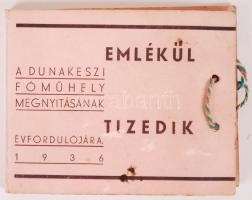 EMLÉKÜL
A DUNAKESZI
FŐMŰHELY
MEGNYITÁSÁNAK
TIZEDIK
ÉVFORDULÓJÁRA.
1936